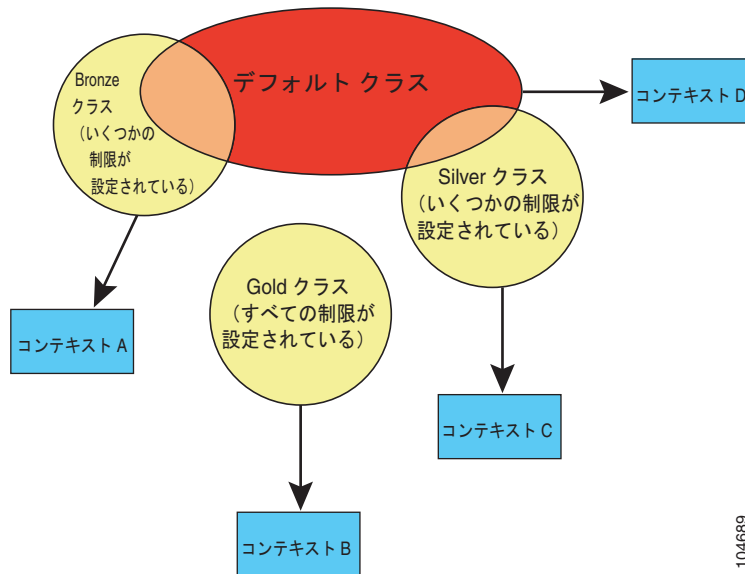 デフォルト クラス
Bronze
クラス
（いくつかの
制限が
設定されている）
コンテキスト D
Silver クラス
（いくつかの制限が
設定されている）
Gold クラス
（すべての制限が
設定されている）
コンテキスト A
コンテキスト C
コンテキスト B
104689